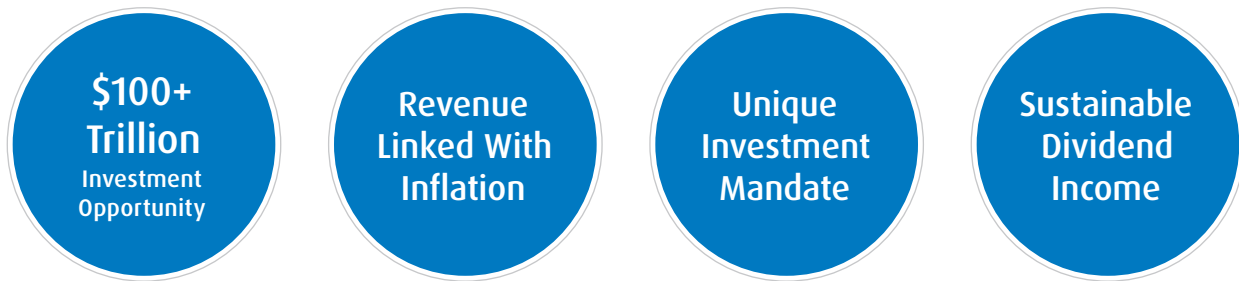 $100+
Trillion
Investment
Opportunity
Revenue
Linked With
Inflation
Unique
Investment
Mandate
Sustainable
Dividend
Income